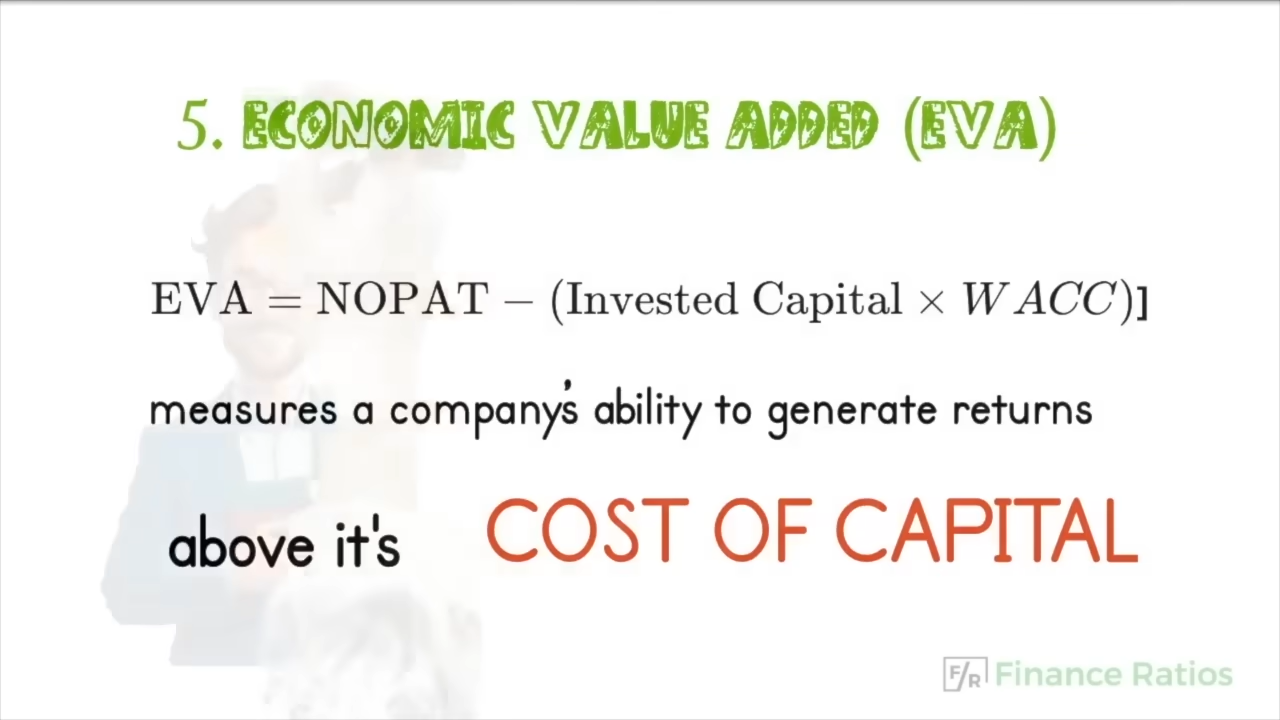 5. ECONOMIC VALUE ADDED (EVA)
EVA = NOPAT − (Invested Capital × WACC)]
measures a company's ability to generate returns
above it's COST OF CAPITAL
F/R Finance Ratios